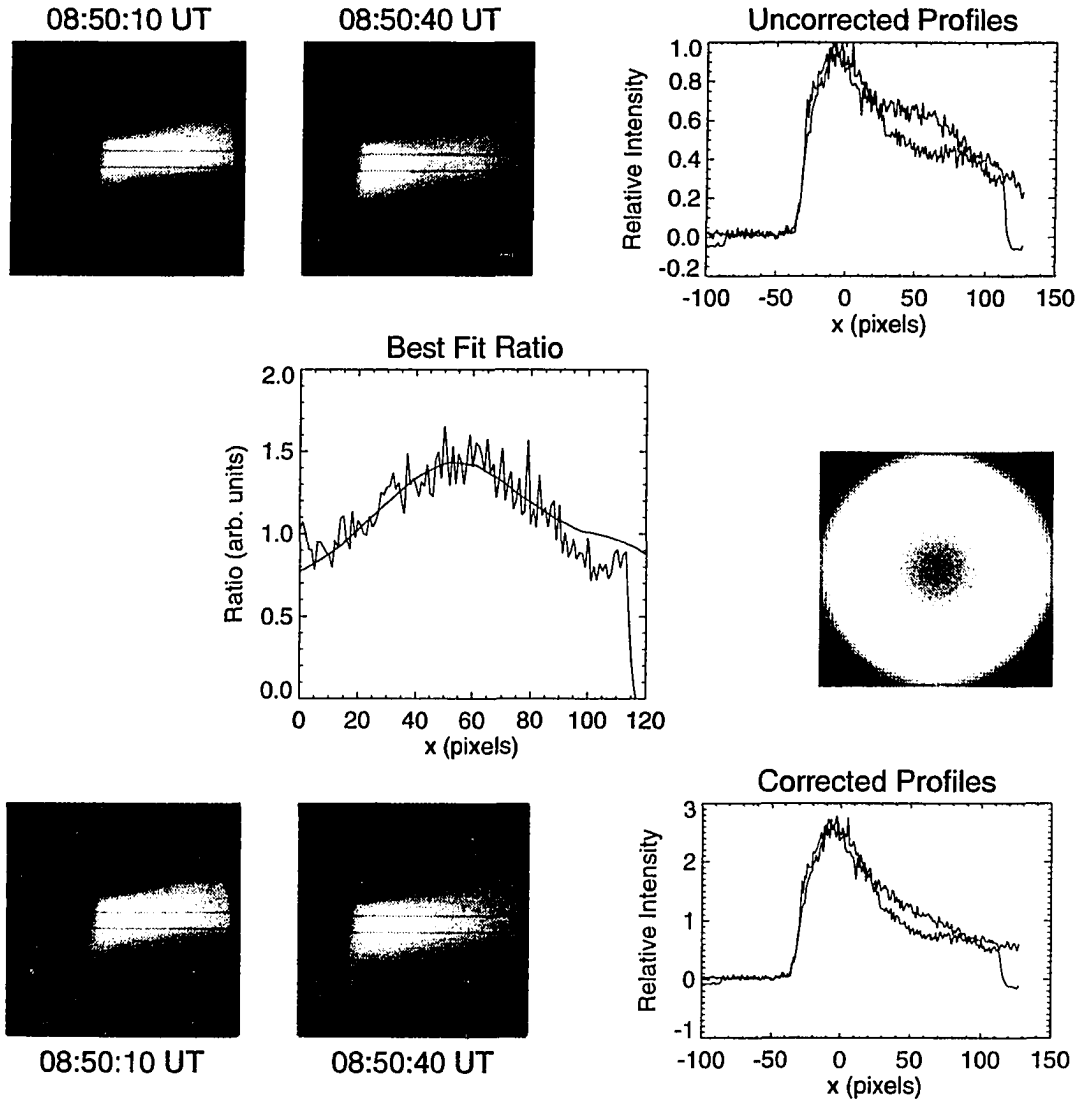 08:50:10 UT
08:50:40 UT
Uncorrected Profiles
1.0
0.8
0.6
0.4
0.2
0.0
-0.2
Relative Intensity
-100 -50 0 50 100 150
x (pixels)
Best Fit Ratio
2.0
1.5
1.0
0.5
0.0
Ratio (arb. units)
0 20 40 60 80 100 120
x (pixels)
Corrected Profiles
3
2
1
0
-1
Relative Intensity
-100 -50 0 50 100 150
x (pixels)
08:50:10 UT
08:50:40 UT